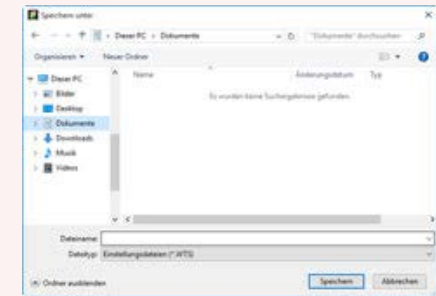 Speichern unter
Dieser PC › Dokumente
"Dokumente" durchsuchen
Organisieren Neuer Ordner
Name Änderungsdatum Typ
Es wurden keine Suchergebnisse gefunden.
Dieser PC
Bilder
Desktop
Dokumente
Downloads
Musik
Videos
Dateiname:
Dateityp: Einstellungsdateien (*.WTS)
Ordner ausblenden
Speichern Abbrechen